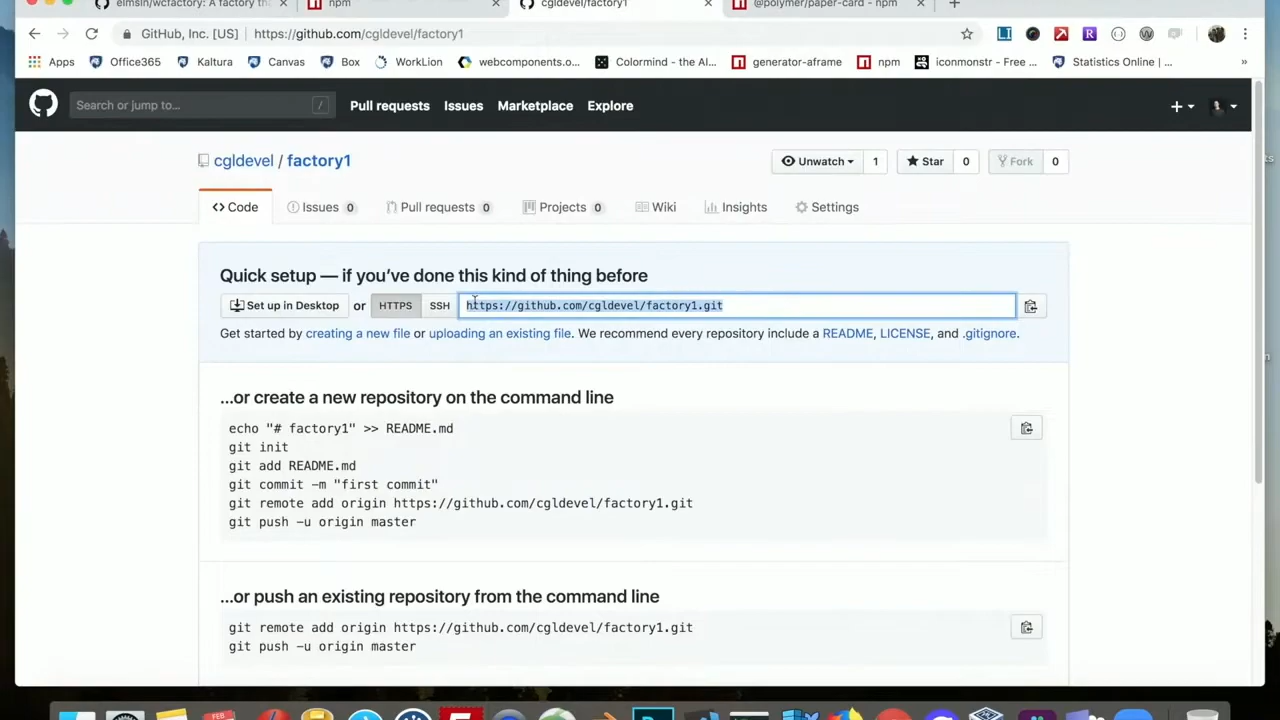 elmsln/wcfactory: A factory th
npm
cgldevel/factory1
@polymer/paper-card - npm
GitHub, Inc. [US] https://github.com/cgldevel/factory1
Apps Office365 Kaltura Canvas Box WorkLion webcomponents.o... Colormind - the AI... generator-aframe npm iconmonstr - Free ... Statistics Online | ... »
Search or jump to... / Pull requests Issues Marketplace Explore
cgldevel / factory1 Unwatch 1 Star 0 Fork 0
<> Code Issues 0 Pull requests 0 Projects 0 Wiki Insights Settings
Quick setup — if you've done this kind of thing before
Set up in Desktop or HTTPS SSH https://github.com/cgldevel/factory1.git
Get started by creating a new file or uploading an existing file. We recommend every repository include a README, LICENSE, and .gitignore.
...or create a new repository on the command line
echo "# factory1" >> README.md
git init
git add README.md
git commit -m "first commit"
git remote add origin https://github.com/cgldevel/factory1.git
git push -u origin master
...or push an existing repository from the command line
git remote add origin https://github.com/cgldevel/factory1.git
git push -u origin master
FEB